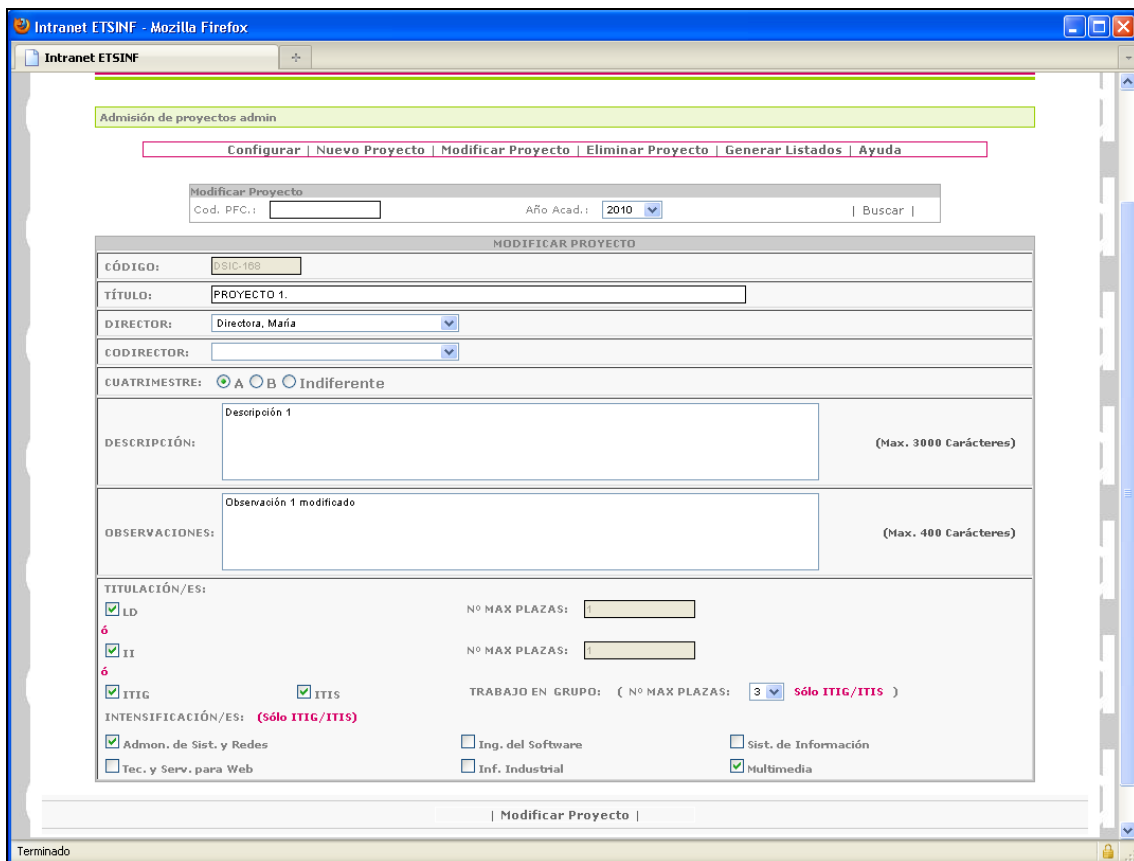 Intranet ETSINF - Mozilla Firefox
Intranet ETSINF
Admisión de proyectos admin
Configurar | Nuevo Proyecto | Modificar Proyecto | Eliminar Proyecto | Generar Listados | Ayuda
Modificar Proyecto
Cod. PFC.: Año Acad.: 2010 | Buscar |
MODIFICAR PROYECTO
CÓDIGO: DSIC-168
TÍTULO: PROYECTO 1.
DIRECTOR: Directora, María
CODIRECTOR:
CUATRIMESTRE: A B Indiferente
Descripción 1
DESCRIPCIÓN: (Max. 3000 Carácteres)
Observación 1 modificado
OBSERVACIONES: (Max. 400 Carácteres)
TITULACIÓN/ES:
LD Nº MAX PLAZAS: 1
ó
II Nº MAX PLAZAS: 1
ó
ITIG ITIS TRABAJO EN GRUPO: ( Nº MAX PLAZAS: 3 Sólo ITIG/ITIS )
INTENSIFICACIÓN/ES: (Sólo ITIG/ITIS)
Admon. de Sist. y Redes Ing. del Software Sist. de Información
Tec. y Serv. para Web Inf. Industrial Multimedia
| Modificar Proyecto |
Terminado